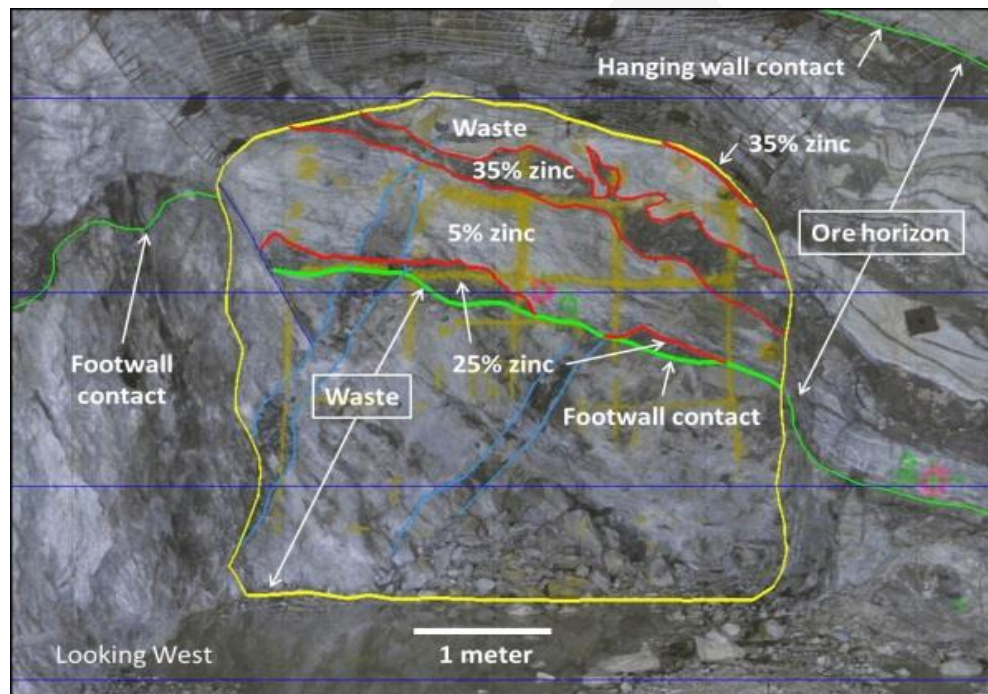 Hanging wall contact
Waste
35% zinc
35% zinc
5% zinc
Ore horizon
Footwall
contact
25% zinc
Waste
Footwall contact
Looking West
1 meter